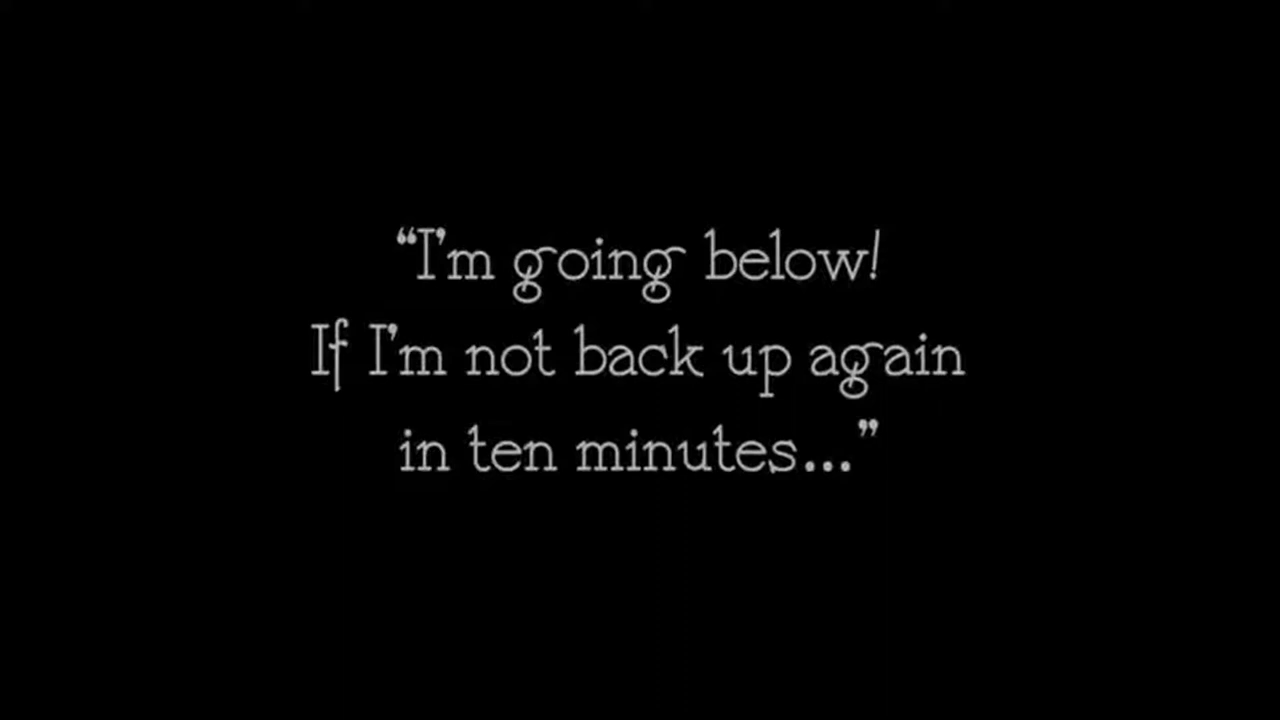 “I'm going below!
If I'm not back up again
in ten minutes...”